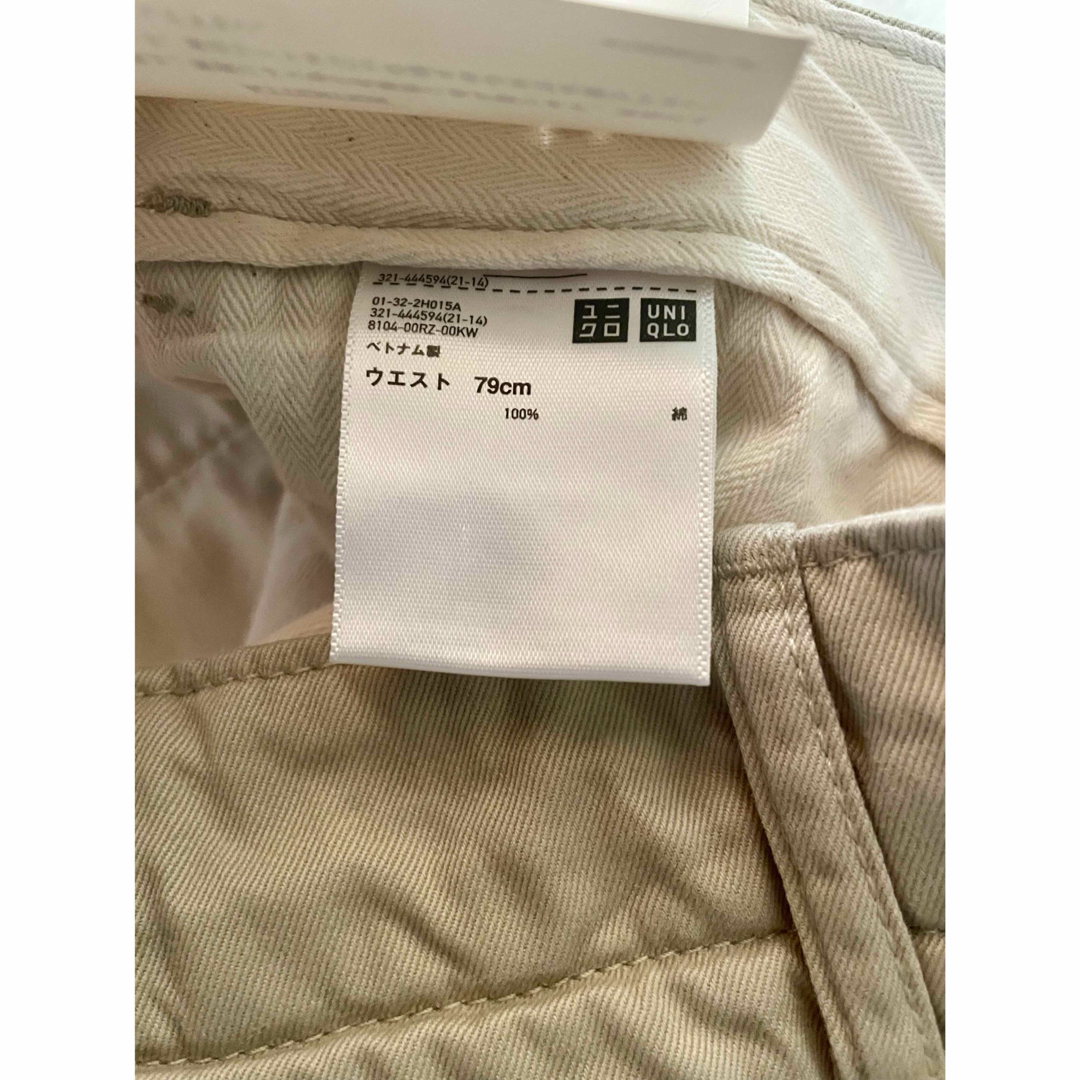 321-444594(21-14)
01-32-2H015A
321-444594(21-14)
8104-00RZ-00KW
ユニ
クロ
UNI
QLO
ベトナム製
ウエスト 79cm
100% 綿